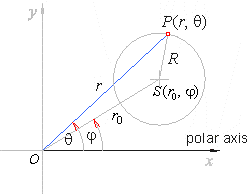 y
P(r, θ)
R
r
S(r₀, φ)
r₀
θ
φ
polar axis
O
x